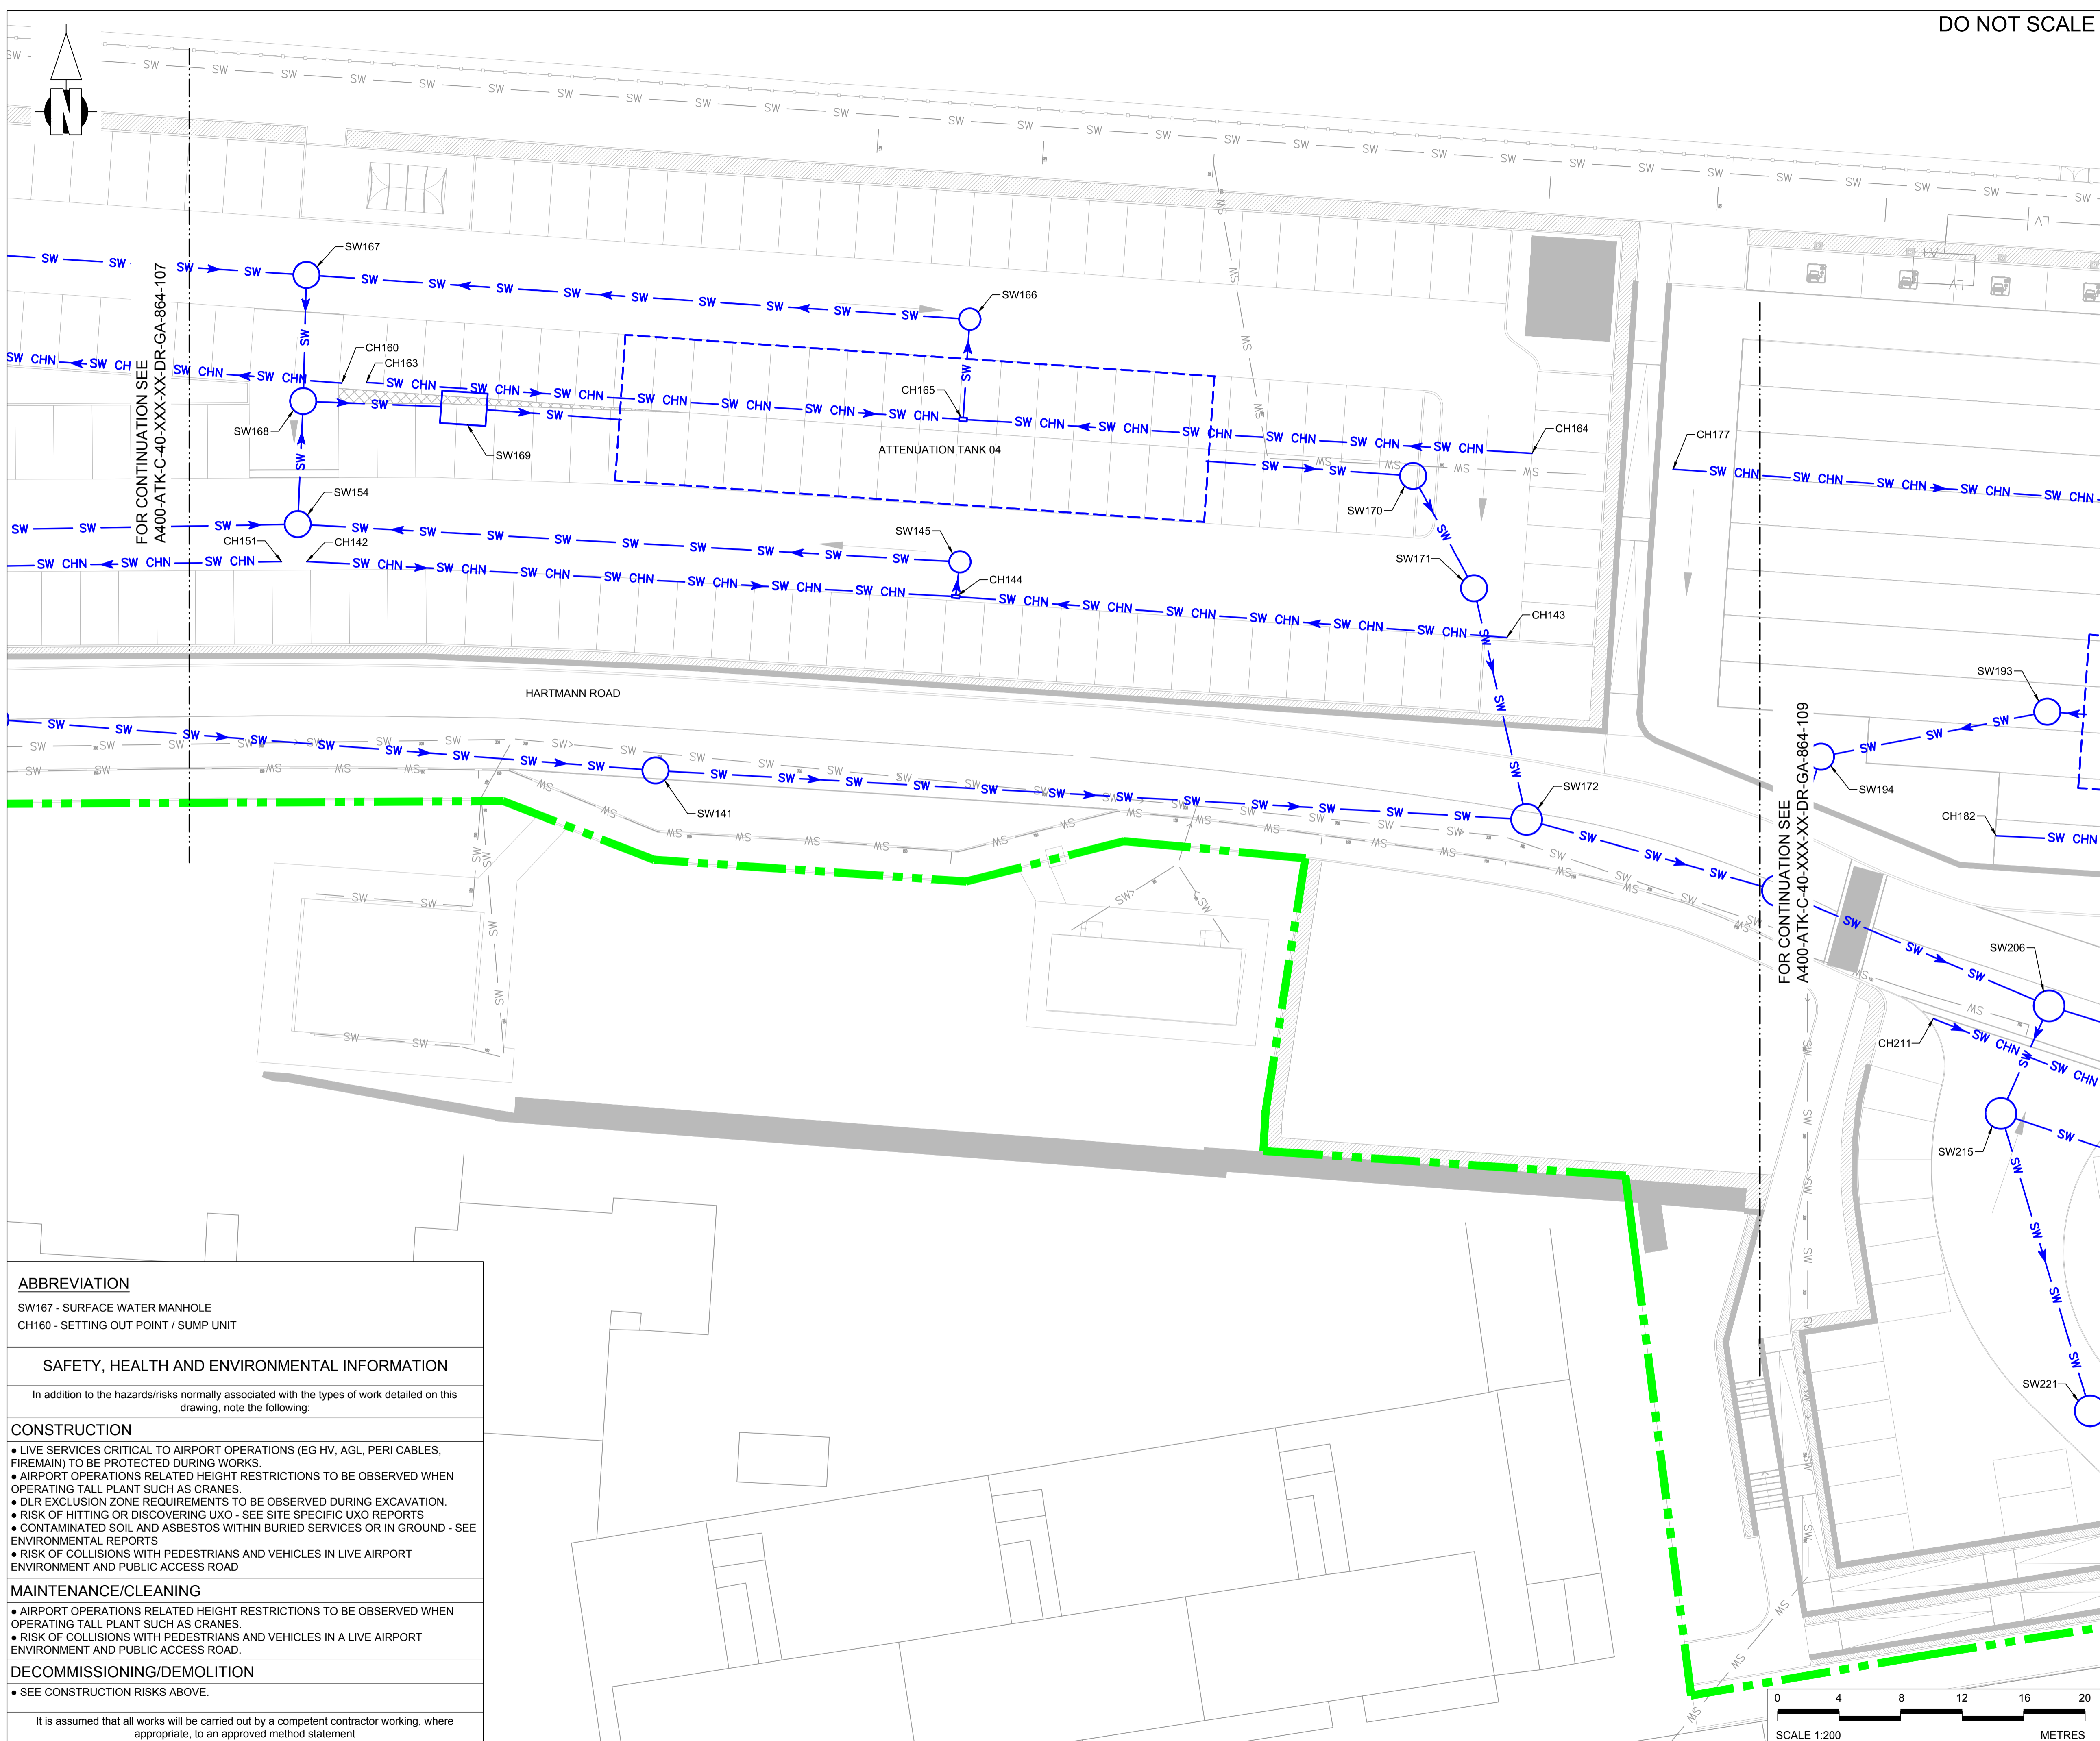 DO NOT SCALE
N
FOR CONTINUATION SEE
A400-ATK-C-40-XXX-XX-DR-GA-864-107
SW167
SW166
CH160
CH163
CH165
CH164
SW168
SW169
ATTENUATION TANK 04
SW170
CH177
SW154
CH151
CH142
SW145
CH144
SW171
CH143
HARTMANN ROAD
SW141
SW172
SW193
SW194
CH182
FOR CONTINUATION SEE
A400-ATK-C-40-XXX-XX-DR-GA-864-109
SW206
CH211
SW215
SW221
SW
SW CHN
LV
ABBREVIATION
SW167 - SURFACE WATER MANHOLE
CH160 - SETTING OUT POINT / SUMP UNIT
SAFETY, HEALTH AND ENVIRONMENTAL INFORMATION
In addition to the hazards/risks normally associated with the types of work detailed on this
drawing, note the following:
CONSTRUCTION
● LIVE SERVICES CRITICAL TO AIRPORT OPERATIONS (EG HV, AGL, PERI CABLES,
FIREMAIN) TO BE PROTECTED DURING WORKS.
● AIRPORT OPERATIONS RELATED HEIGHT RESTRICTIONS TO BE OBSERVED WHEN
OPERATING TALL PLANT SUCH AS CRANES.
● DLR EXCLUSION ZONE REQUIREMENTS TO BE OBSERVED DURING EXCAVATION.
● RISK OF HITTING OR DISCOVERING UXO - SEE SITE SPECIFIC UXO REPORTS
● CONTAMINATED SOIL AND ASBESTOS WITHIN BURIED SERVICES OR IN GROUND - SEE
ENVIRONMENTAL REPORTS
● RISK OF COLLISIONS WITH PEDESTRIANS AND VEHICLES IN LIVE AIRPORT
ENVIRONMENT AND PUBLIC ACCESS ROAD
MAINTENANCE/CLEANING
● AIRPORT OPERATIONS RELATED HEIGHT RESTRICTIONS TO BE OBSERVED WHEN
OPERATING TALL PLANT SUCH AS CRANES.
● RISK OF COLLISIONS WITH PEDESTRIANS AND VEHICLES IN A LIVE AIRPORT
ENVIRONMENT AND PUBLIC ACCESS ROAD.
DECOMMISSIONING/DEMOLITION
● SEE CONSTRUCTION RISKS ABOVE.
It is assumed that all works will be carried out by a competent contractor working, where
appropriate, to an approved method statement
0 4 8 12 16 20
SCALE 1:200 METRES